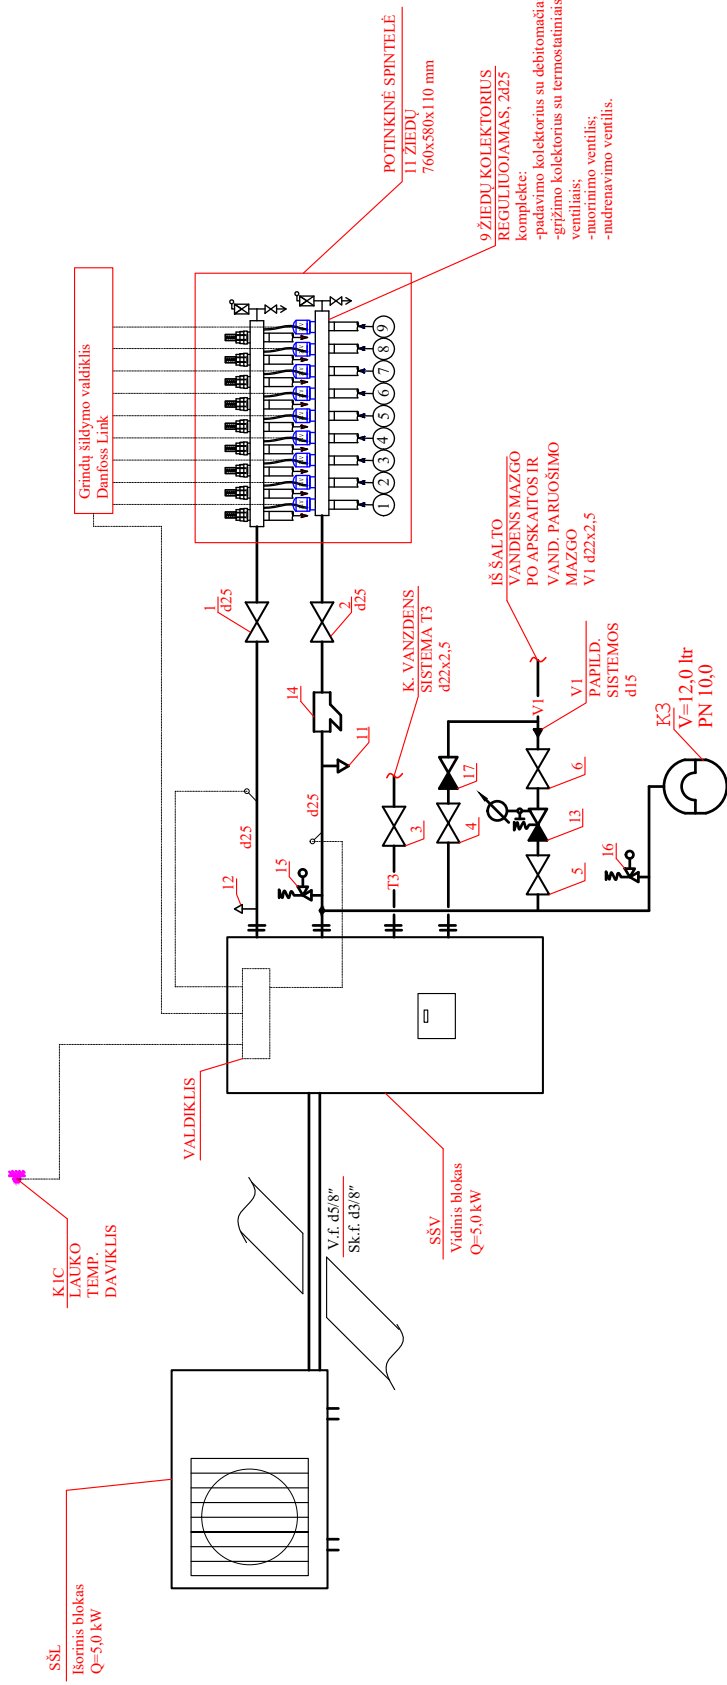 SŠL
Išorinis blokas
Q=5,0 kW
K1C
LAUKO
TEMP.
DAVIKLIS
VALDIKLIS
V.f. d5/8"
Sk.f. d3/8"
SŠV
Vidinis blokas
Q=5,0 kW
Grindų šildymo valdiklis
Danfoss Link
POTINKINĖ SPINTELĖ
11 ŽIEDŲ
760x580x110 mm
9 ŽIEDŲ KOLEKTORIUS
REGULIUOJAMAS, 2d25
komplekte:
-padavimo kolektorius su debitomačia
-grįžimo kolektorius su termostatiniais
ventiliais;
-nuorinimo ventilis;
-nudrenavimo ventilis.
1 2 3 4 5 6 7 8 9
1
d25
2
d25
14
11
d25
d25
12
15
K. VANZDENS
SISTEMA T3
d22x2,5
T3
3
4
17
IŠ ŠALTO
VANDENS MAZGO
PO APSKAITOS IR
VAND. PARUOŠIMO
MAZGO
V1 d22x2,5
V1
V1
PAPILD.
SISTEMOS
d15
6
13
5
16
K3
V=12,0 ltr
PN 10,0